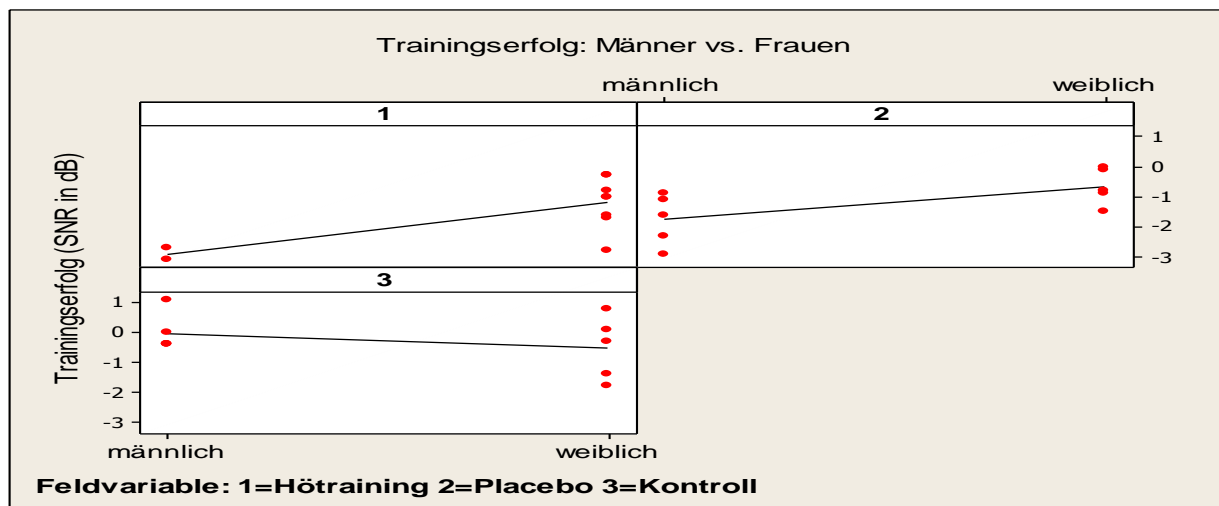 Trainingserfolg: Männer vs. Frauen
männlich weiblich
1 2
1
0
-1
-2
-3
Trainingserfolg (SNR in dB)
3
1
0
-1
-2
-3
männlich weiblich
Feldvariable: 1=Hötraining 2=Placebo 3=Kontroll